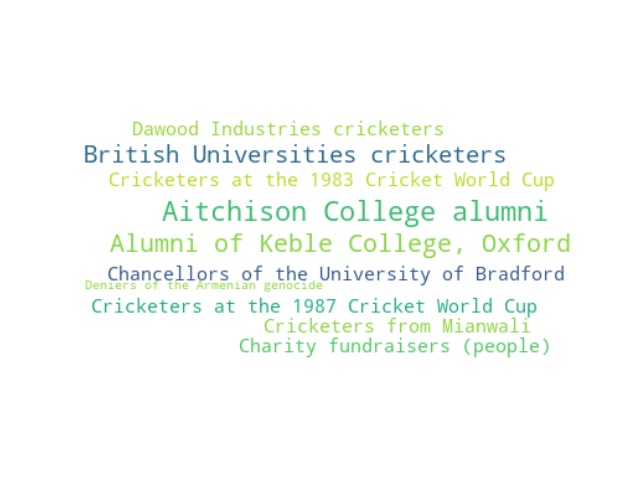 Dawood Industries cricketers
British Universities cricketers
Cricketers at the 1983 Cricket World Cup
Aitchison College alumni
Alumni of Keble College, Oxford
Chancellors of the University of Bradford
Deniers of the Armenian genocide
Cricketers at the 1987 Cricket World Cup
Cricketers from Mianwali
Charity fundraisers (people)